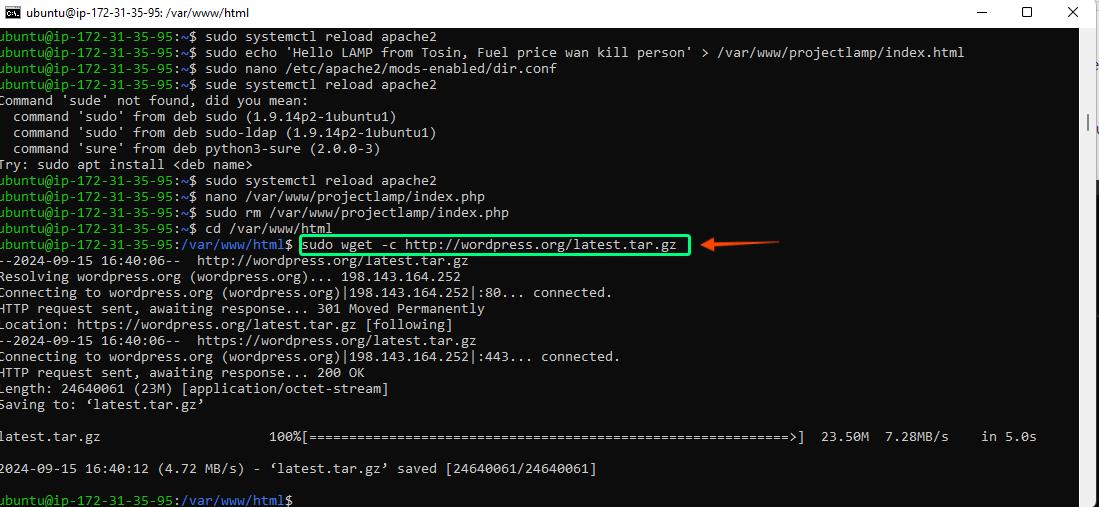 ubuntu@ip-172-31-35-95: /var/www/html
ubuntu@ip-172-31-35-95:~$ sudo systemctl reload apache2
ubuntu@ip-172-31-35-95:~$ sudo echo 'Hello LAMP from Tosin, Fuel price wan kill person' > /var/www/projectlamp/index.html
ubuntu@ip-172-31-35-95:~$ sudo nano /etc/apache2/mods-enabled/dir.conf
ubuntu@ip-172-31-35-95:~$ sude systemctl reload apache2
Command 'sude' not found, did you mean:
  command 'sudo' from deb sudo (1.9.14p2-1ubuntu1)
  command 'sudo' from deb sudo-ldap (1.9.14p2-1ubuntu1)
  command 'sure' from deb python3-sure (2.0.0-3)
Try: sudo apt install <deb name>
ubuntu@ip-172-31-35-95:~$ sudo systemctl reload apache2
ubuntu@ip-172-31-35-95:~$ nano /var/www/projectlamp/index.php
ubuntu@ip-172-31-35-95:~$ sudo rm /var/www/projectlamp/index.php
ubuntu@ip-172-31-35-95:~$ cd /var/www/html
ubuntu@ip-172-31-35-95:/var/www/html$ sudo wget -c http://wordpress.org/latest.tar.gz
--2024-09-15 16:40:06--  http://wordpress.org/latest.tar.gz
Resolving wordpress.org (wordpress.org)... 198.143.164.252
Connecting to wordpress.org (wordpress.org)|198.143.164.252|:80... connected.
HTTP request sent, awaiting response... 301 Moved Permanently
Location: https://wordpress.org/latest.tar.gz [following]
--2024-09-15 16:40:06--  https://wordpress.org/latest.tar.gz
Connecting to wordpress.org (wordpress.org)|198.143.164.252|:443... connected.
HTTP request sent, awaiting response... 200 OK
Length: 24640061 (23M) [application/octet-stream]
Saving to: ‘latest.tar.gz’
latest.tar.gz                     100%[============================================================>]  23.50M  7.28MB/s    in 5.0s
2024-09-15 16:40:12 (4.72 MB/s) - ‘latest.tar.gz’ saved [24640061/24640061]
ubuntu@ip-172-31-35-95:/var/www/html$